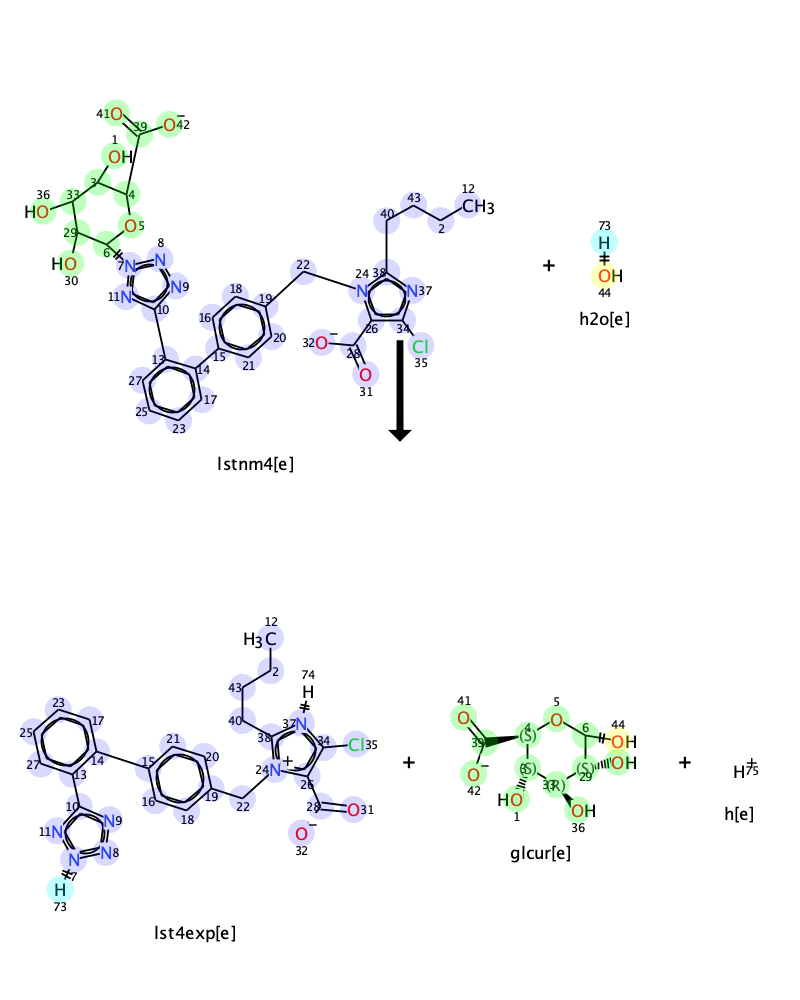 41 O 39 O− 42
1 OH
36 HO 33 3 4
29 O 5
HO 30 6
7 N 8 N
11 N N 9
10
12 CH3
43
40 2
22
24 N 38 N 37
26 34
O− 32 28 Cl 35
O 31
18 19
16 20
15 21
13 14
27 17
25 23
+
73 H
OH 44
h2o[e]
lstnm4[e]
12 H3C
2
43
40
74 H
37 N
38 34 Cl 35
24 N +
26
28 O 31
O− 32
22
23
25 17
27 14
13
21
15 20
16 19
18
10
11 N N 9
N 8
N 7
H 73
lst4exp[e]
+
41 O 5 O
39 4 (S) 6 44 OH
O− 42 (S) (R) (S) 29 OH
HO 1 OH 36
glcur[e]
+
H+ 75
h[e]